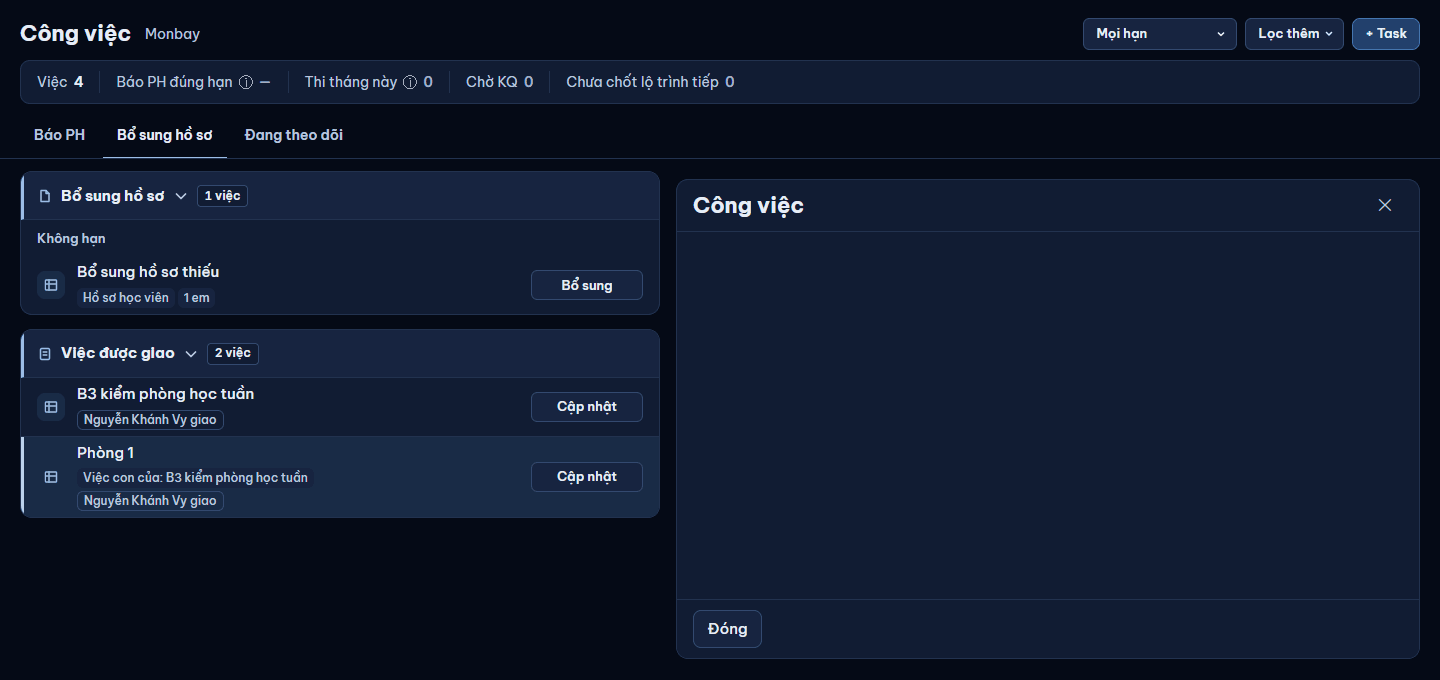 Công việc Monbay
Mọi hạn
Lọc thêm
+ Task
Việc 4
Báo PH đúng hạn ⓘ —
Thi tháng này ⓘ 0
Chờ KQ 0
Chưa chốt lộ trình tiếp 0
Báo PH
Bổ sung hồ sơ
Đang theo dõi
Bổ sung hồ sơ
1 việc
Không hạn
Bổ sung hồ sơ thiếu
Hồ sơ học viên
1 em
Bổ sung
Việc được giao
2 việc
B3 kiểm phòng học tuần
Nguyễn Khánh Vy giao
Cập nhật
Phòng 1
Việc con của: B3 kiểm phòng học tuần
Nguyễn Khánh Vy giao
Cập nhật
Công việc
Đóng